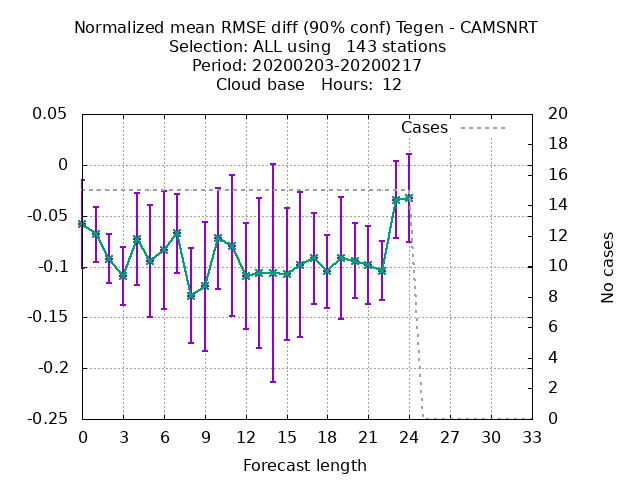 Normalized mean RMSE diff (90% conf) Tegen - CAMSNRT
Selection: ALL using   143 stations
Period: 20200203-20200217
Cloud base   Hours:  12
Cases
0.05
0
-0.05
-0.1
-0.15
-0.2
-0.25
20
18
16
14
12
10
8
6
4
2
0
No cases
0 3 6 9 12 15 18 21 24 27 30 33
Forecast length